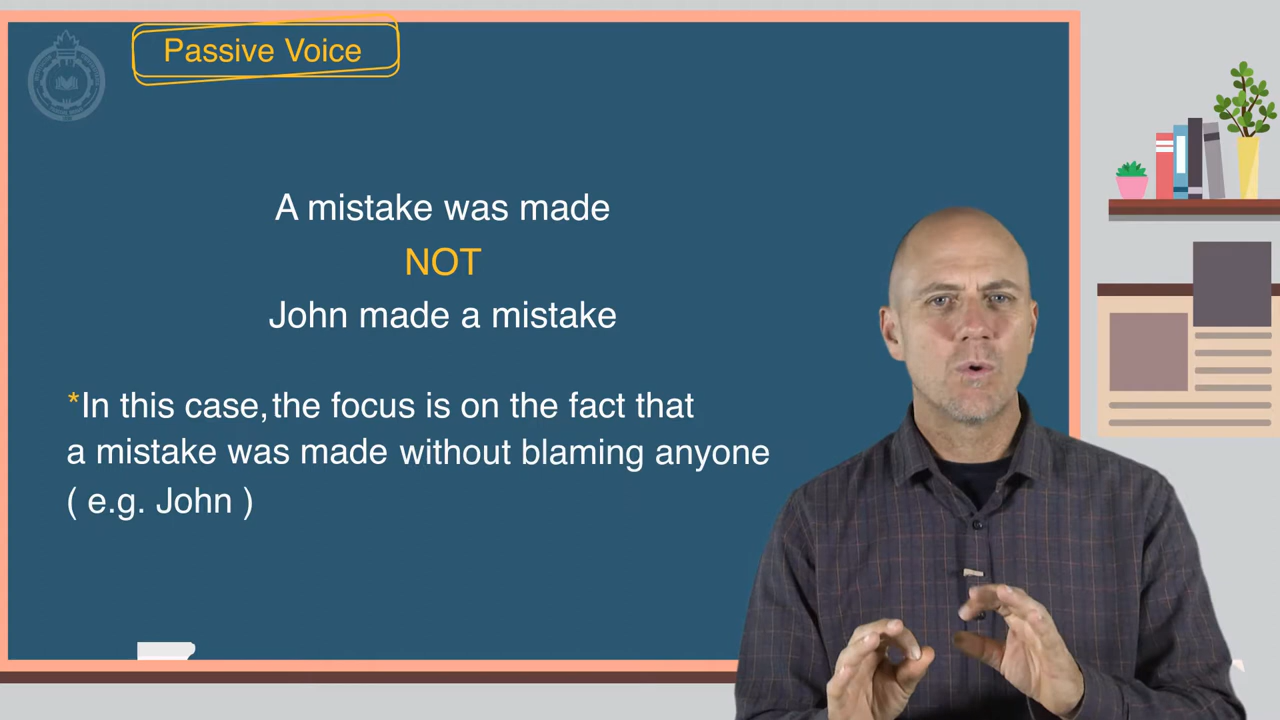 Passive Voice
A mistake was made
NOT
John made a mistake
*In this case,the focus is on the fact that
a mistake was made without blaming anyone
( e.g. John )